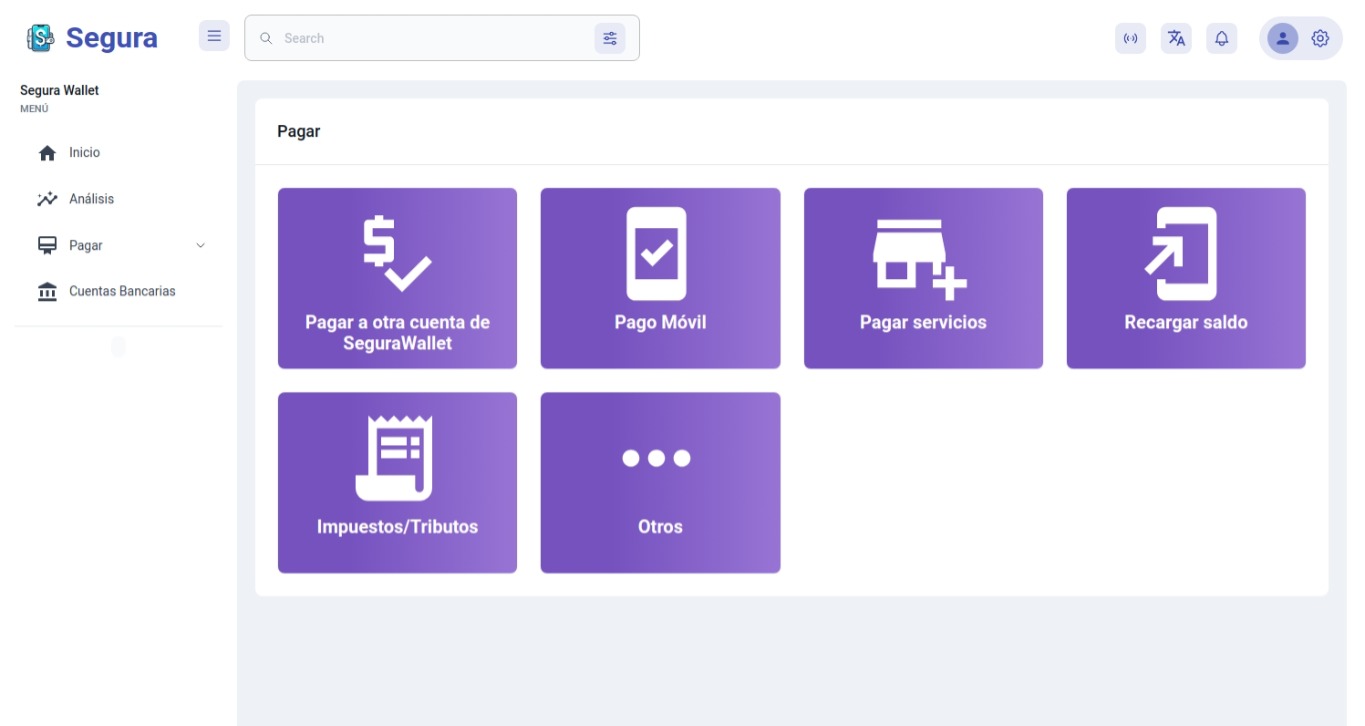 Segura
Search
Segura Wallet
MENÚ
Inicio
Análisis
Pagar
Cuentas Bancarias
Pagar
Pagar a otra cuenta de
SeguraWallet
Pago Móvil
Pagar servicios
Recargar saldo
Impuestos/Tributos
Otros